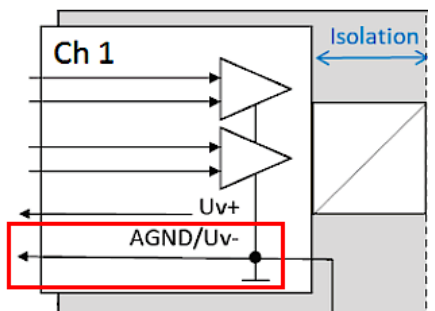 Isolation
Ch 1
Uv+
AGND/Uv-